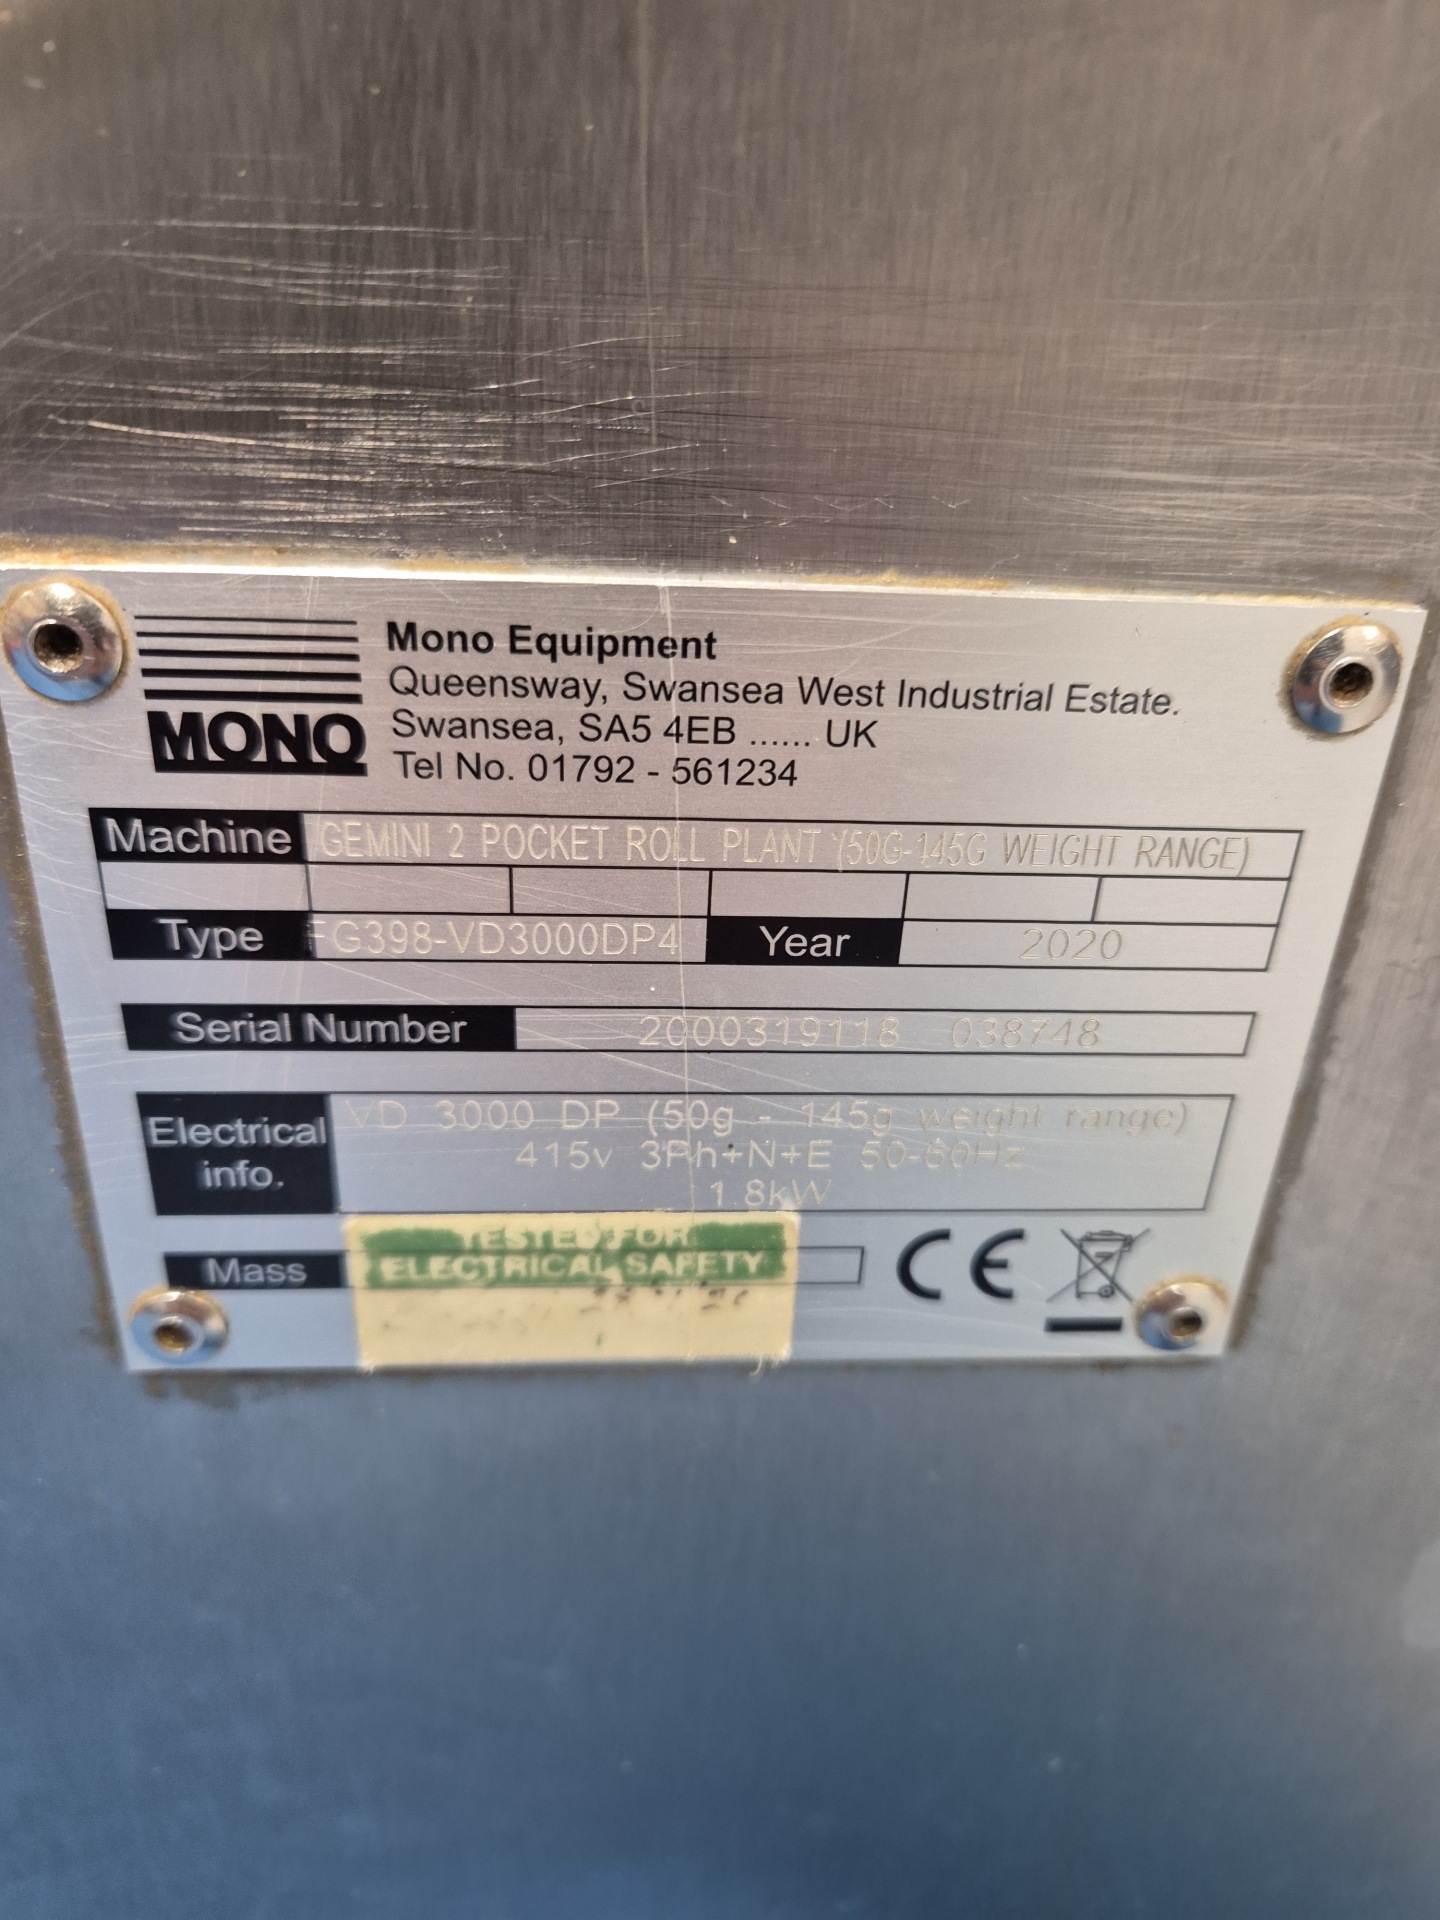 MONO
Mono Equipment
Queensway, Swansea West Industrial Estate.
Swansea, SA5 4EB ...... UK
Tel No. 01792 - 561234
Machine GEMINI 2 POCKET ROLL PLANT (50G-145G WEIGHT RANGE)
Type FG398-VD3000DP4 Year 2020
Serial Number 2000319118 038748
Electrical info. VD 3000 DP (50g - 145g weight range)
415v 3Ph+N+E 50-60Hz
1.8kW
TESTED FOR
ELECTRICAL SAFETY
Mass
CE